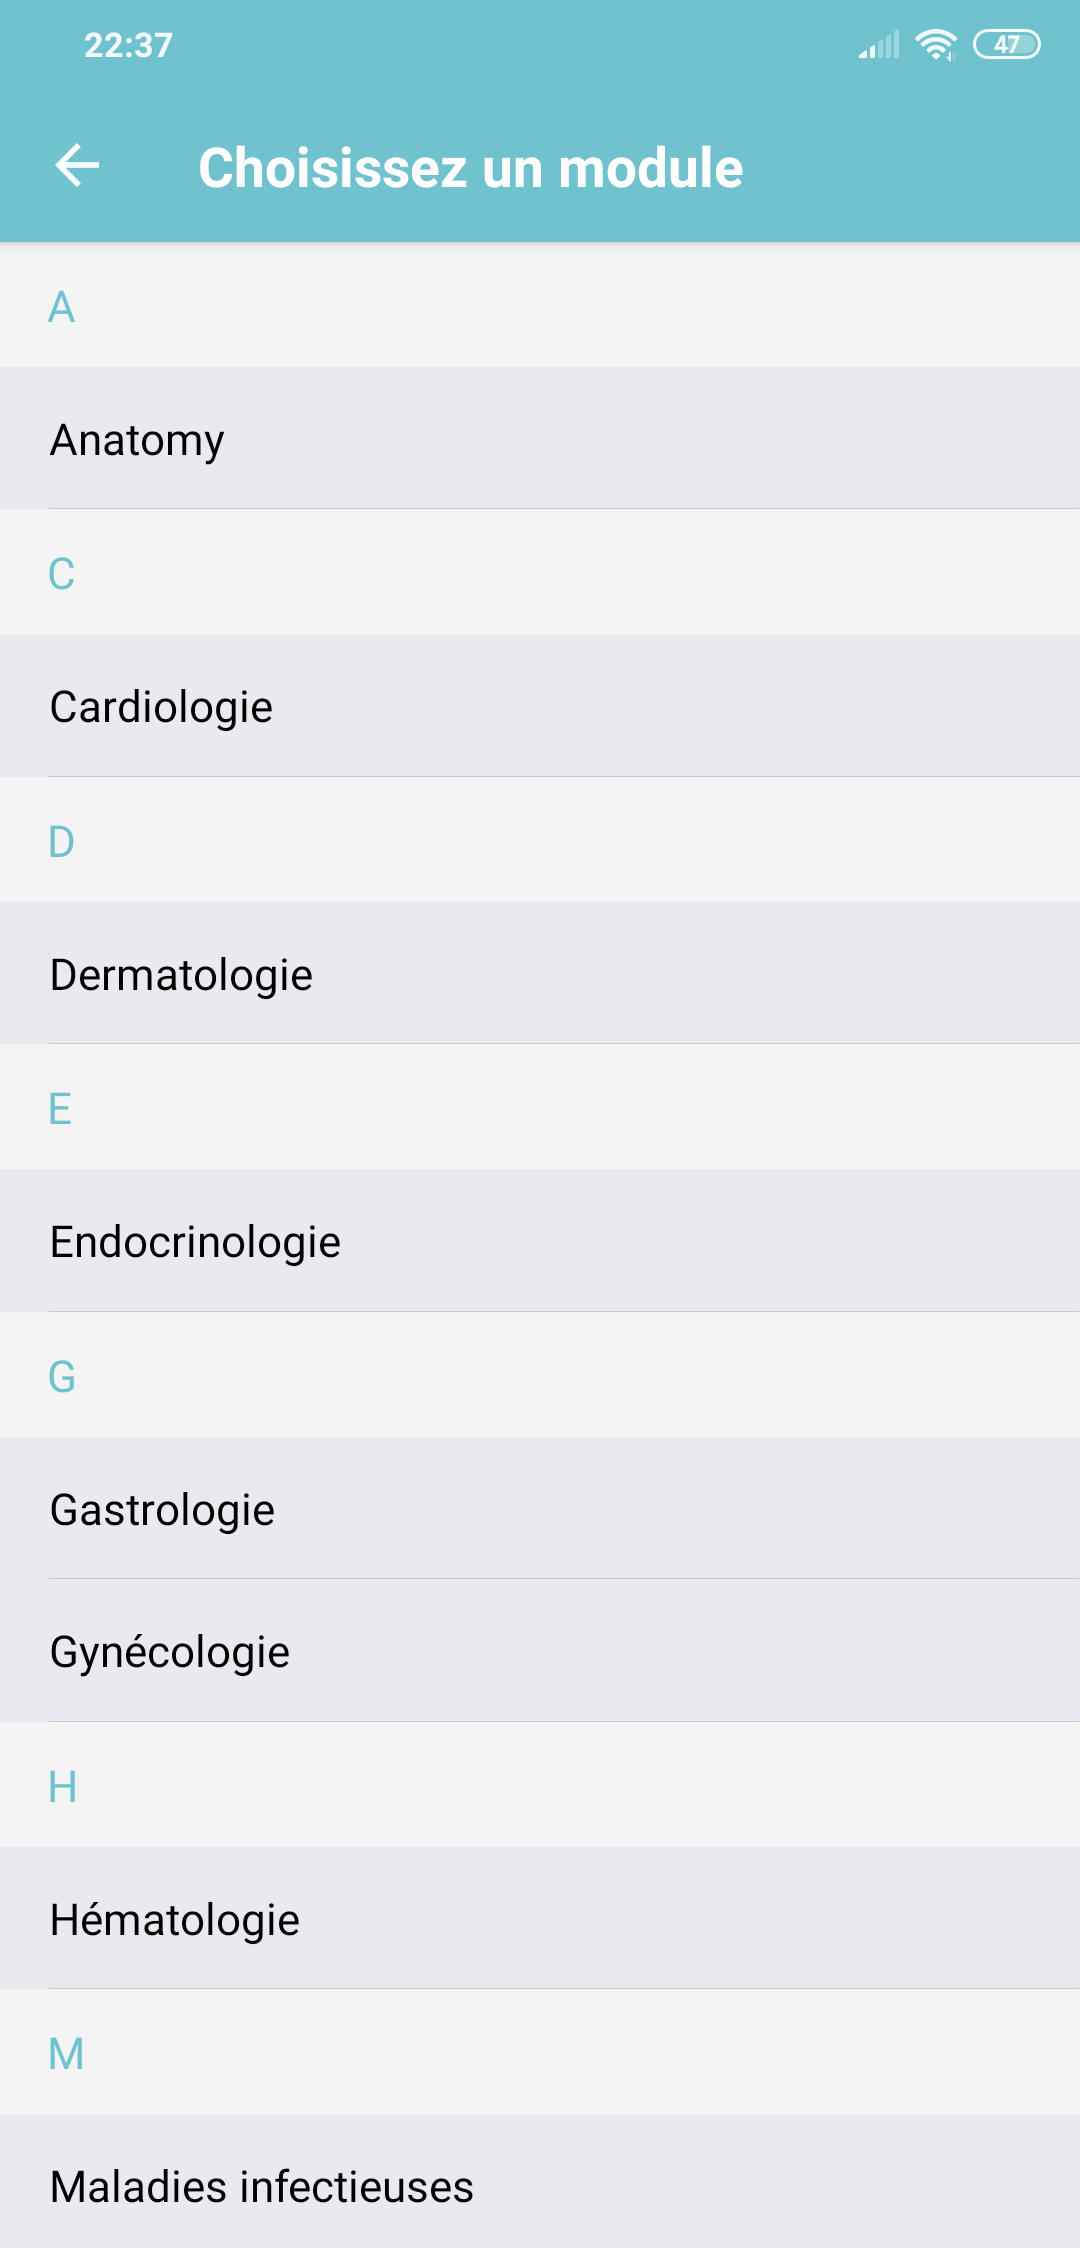 22:37
47
Choisissez un module
A
Anatomy
C
Cardiologie
D
Dermatologie
E
Endocrinologie
G
Gastrologie
Gynécologie
H
Hématologie
M
Maladies infectieuses